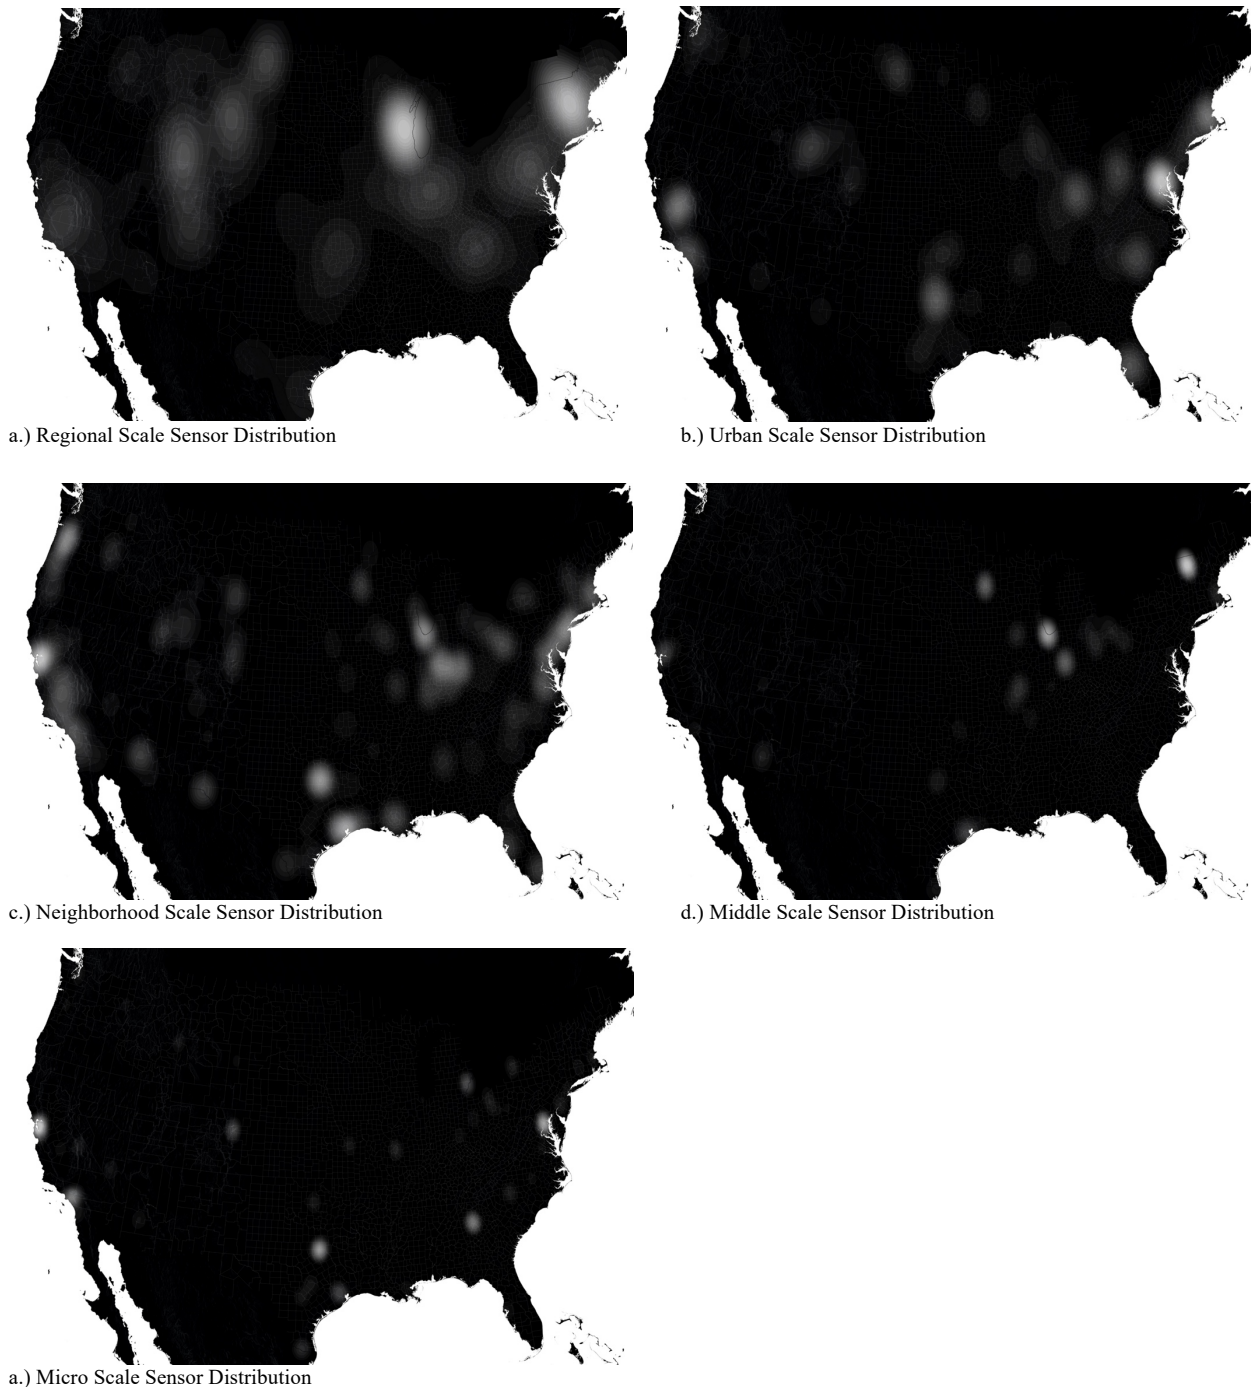 a.) Regional Scale Sensor Distribution
b.) Urban Scale Sensor Distribution
c.) Neighborhood Scale Sensor Distribution
d.) Middle Scale Sensor Distribution
a.) Micro Scale Sensor Distribution